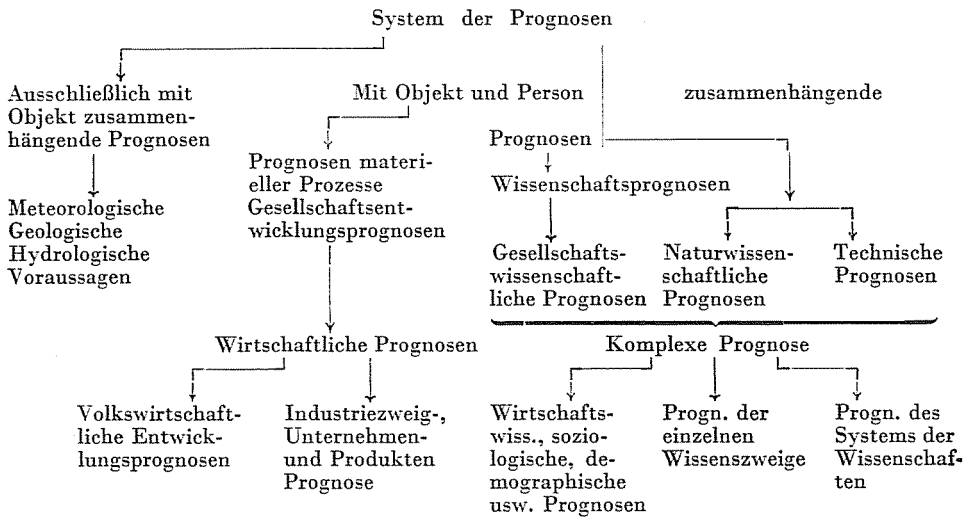 System der Prognosen
Ausschließlich mit
Objekt zusammen-
hängende Prognosen
Mit Objekt und Person zusammenhängende
Prognosen
Prognosen materi-
eller Prozesse
Gesellschaftsent-
wicklungsprognosen
Wissenschaftsprognosen
Meteorologische
Geologische
Hydrologische
Voraussagen
Gesellschafts-
wissenschaft-
liche Prognosen
Naturwissen-
schaftliche
Prognosen
Technische
Prognosen
Wirtschaftliche Prognosen
Komplexe Prognose
Volkswirtschaft-
liche Entwick-
lungsprognosen
Industriezweig-,
Unternehmen-
und Produkten
Prognose
Wirtschafts-
wiss., sozio-
logische, de-
mographische
usw. Prognosen
Progn. der
einzelnen
Wissenszweige
Progn. des
Systems der
Wissenschaf-
ten